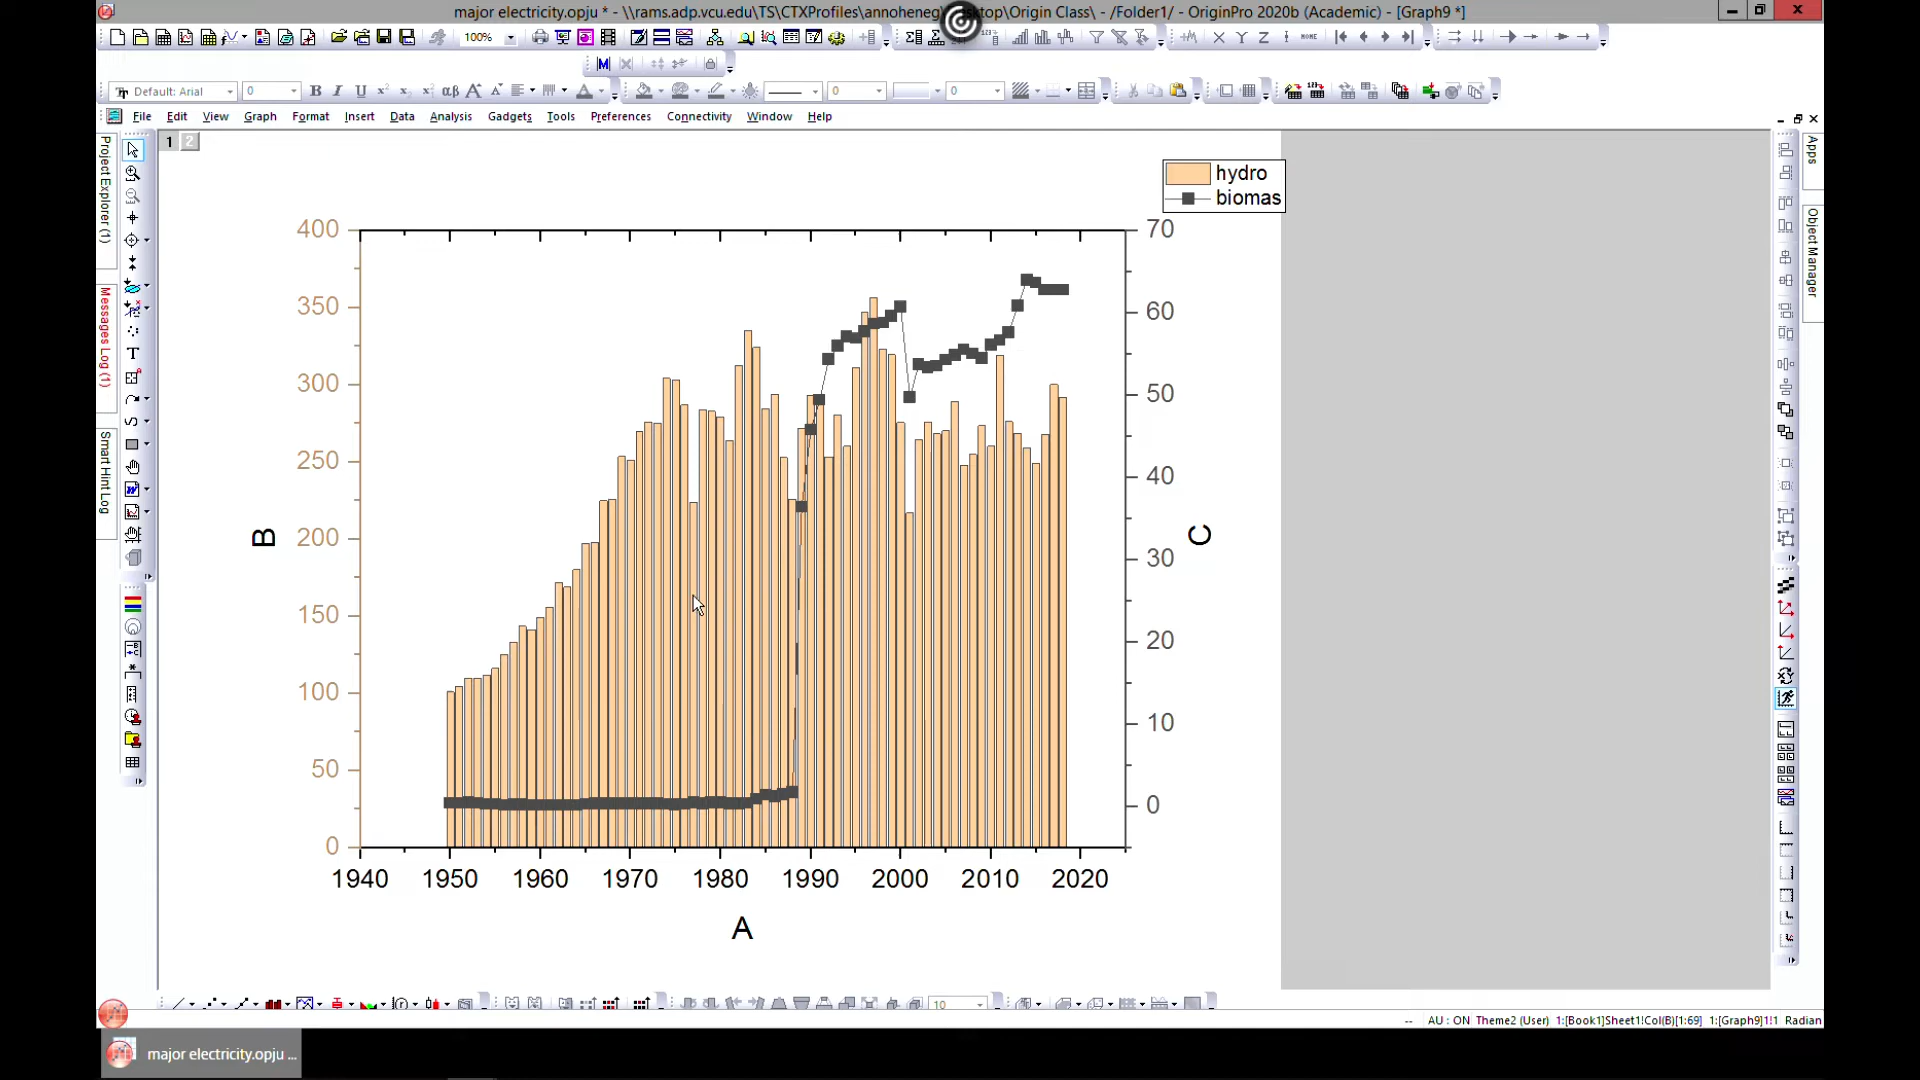 major electricity.opju * - \\rams.adp.vcu.edu\TS\CTXProfiles\annoheneg\ sktop\Origin Class\ - /Folder1/ - OriginPro 2020b (Academic) - [Graph9 *]
100%
Default: Arial 0 B I U αβ A A A 0 0
File Edit View Graph Format Insert Data Analysis Gadgets Tools Preferences Connectivity Window Help
1 2
Project Explorer (1)
Messages Log (1)
Smart Hint Log
Apps
Object Manager
hydro
biomas
400
350
300
250
200
150
100
50
0
B
70
60
50
40
30
20
10
0
C
1940 1950 1960 1970 1980 1990 2000 2010 2020
A
10
-- AU : ON Theme2 (User) 1:[Book1]Sheet1!Col(B)[1:69] 1:[Graph9]1!1 Radian
major electricity.opju ...